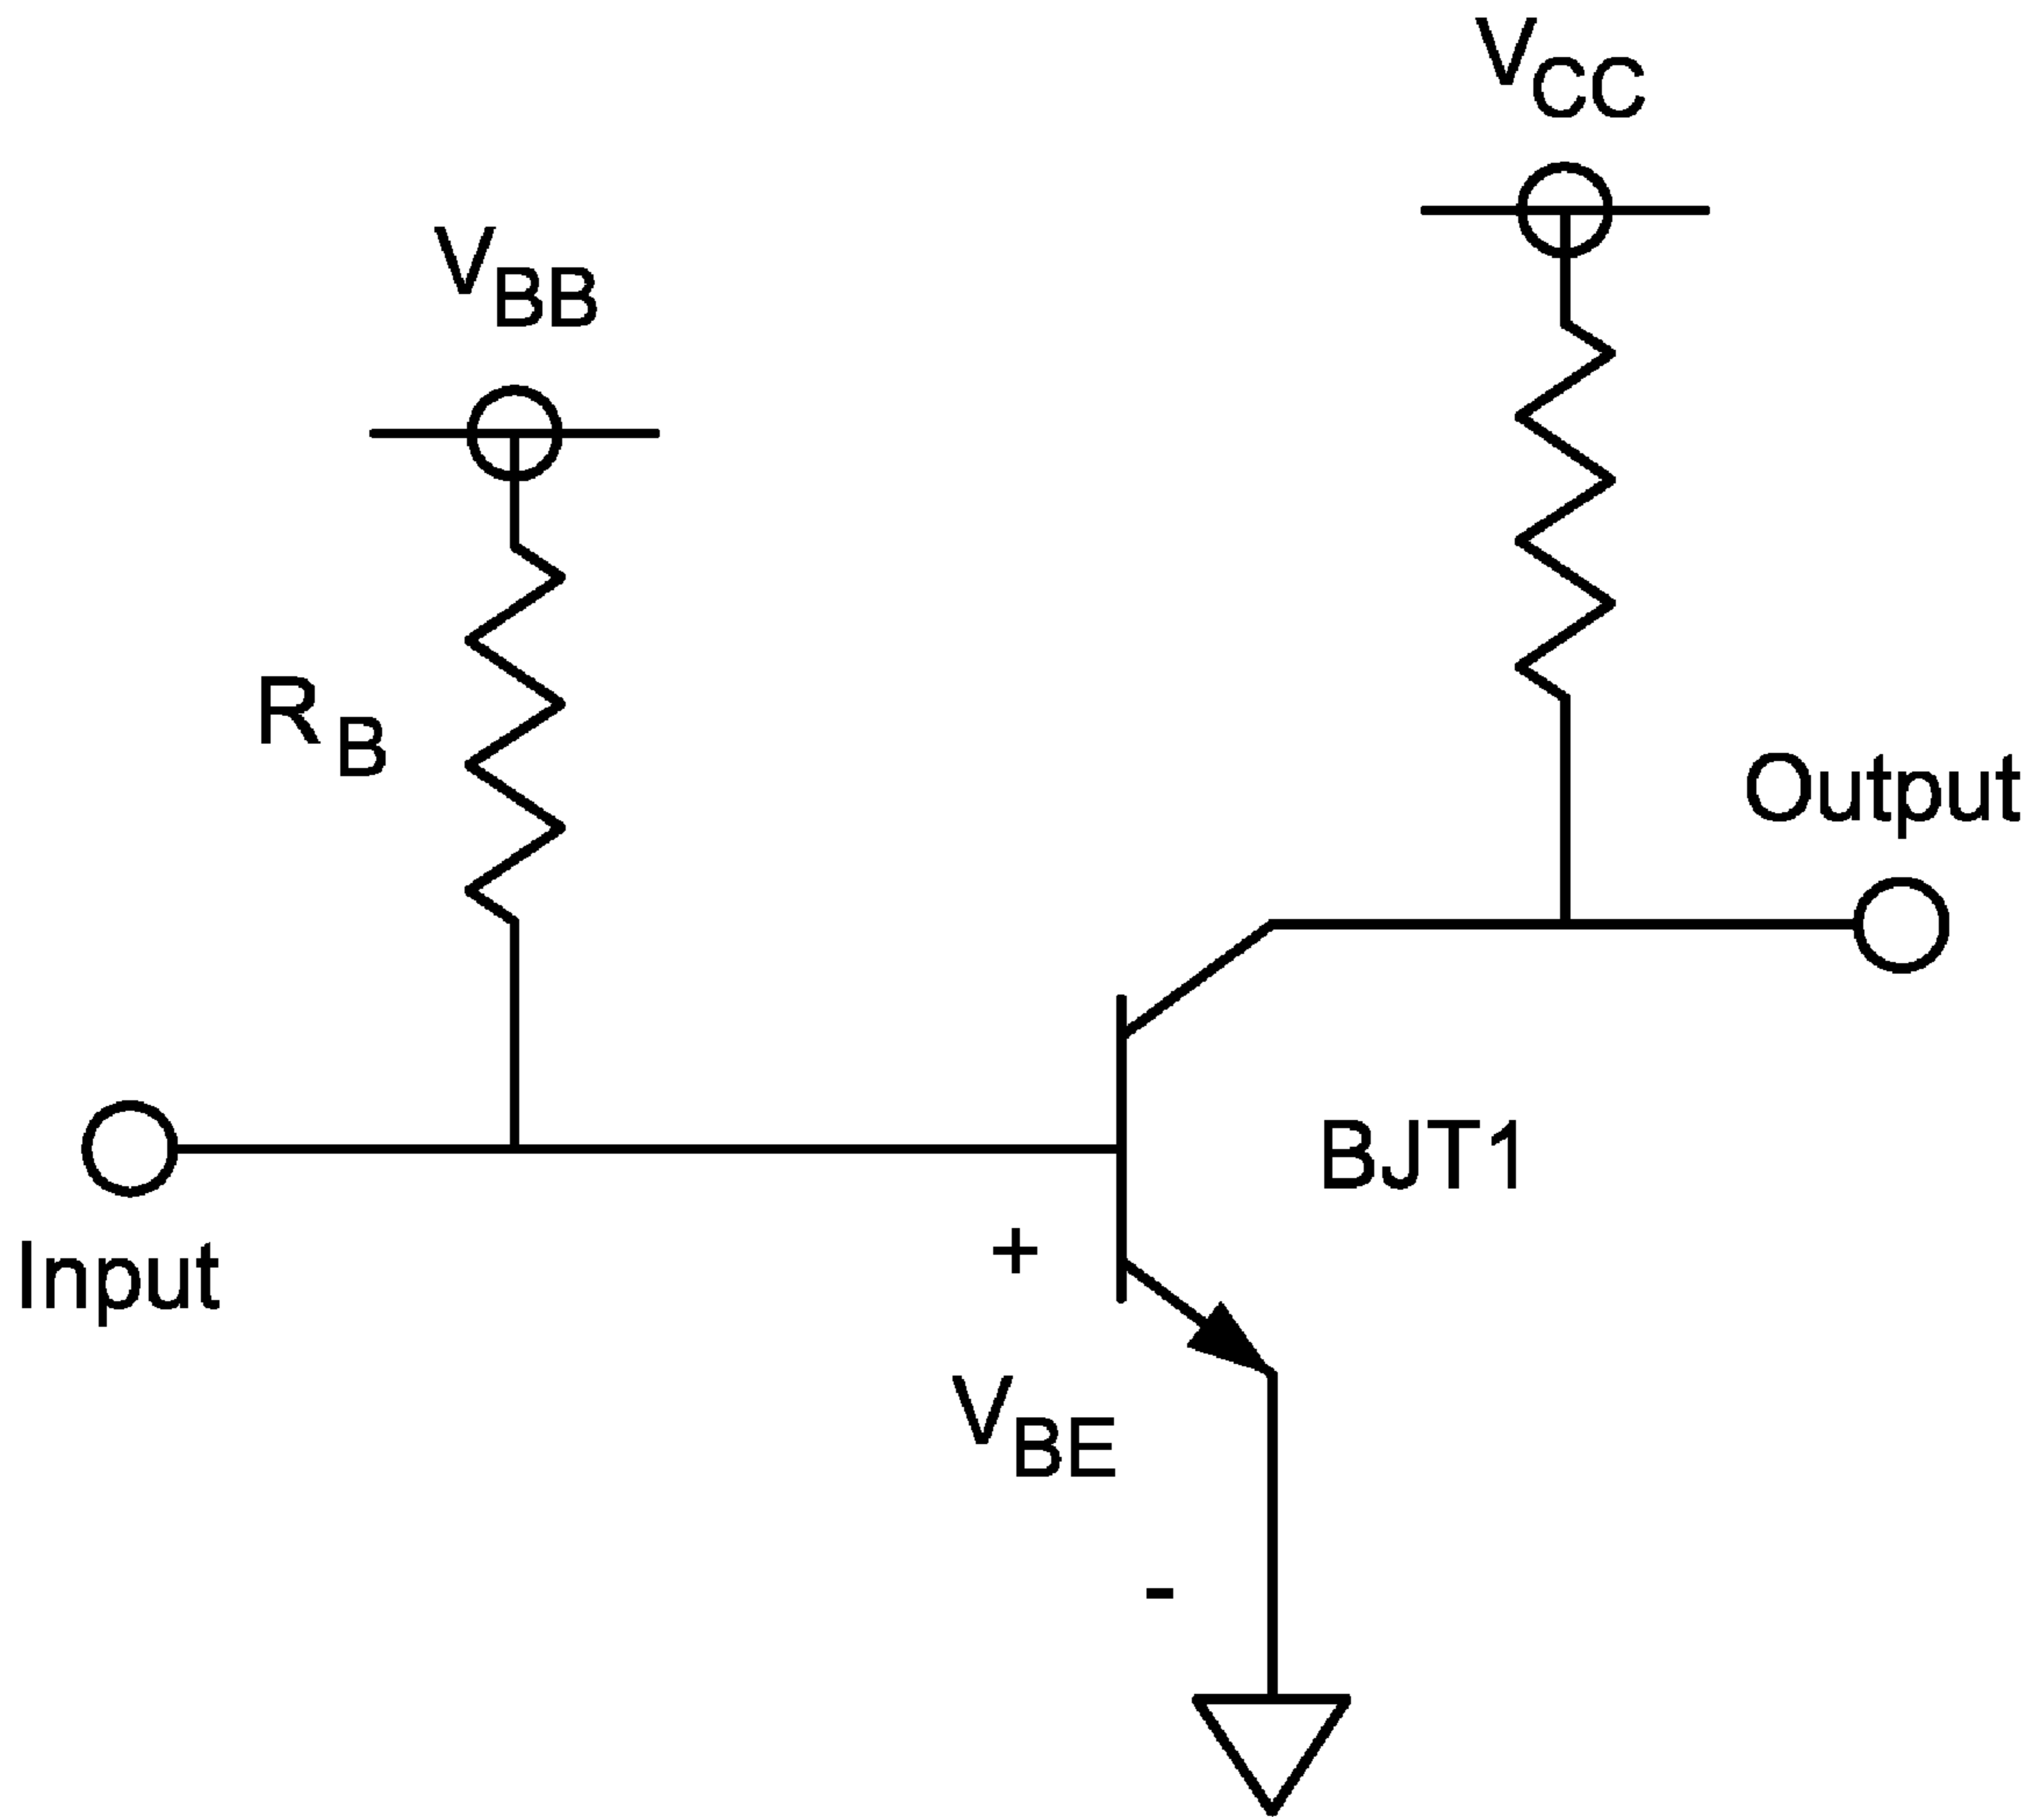 VCC
VBB
RB
Output
BJT1
Input
+
VBE
-